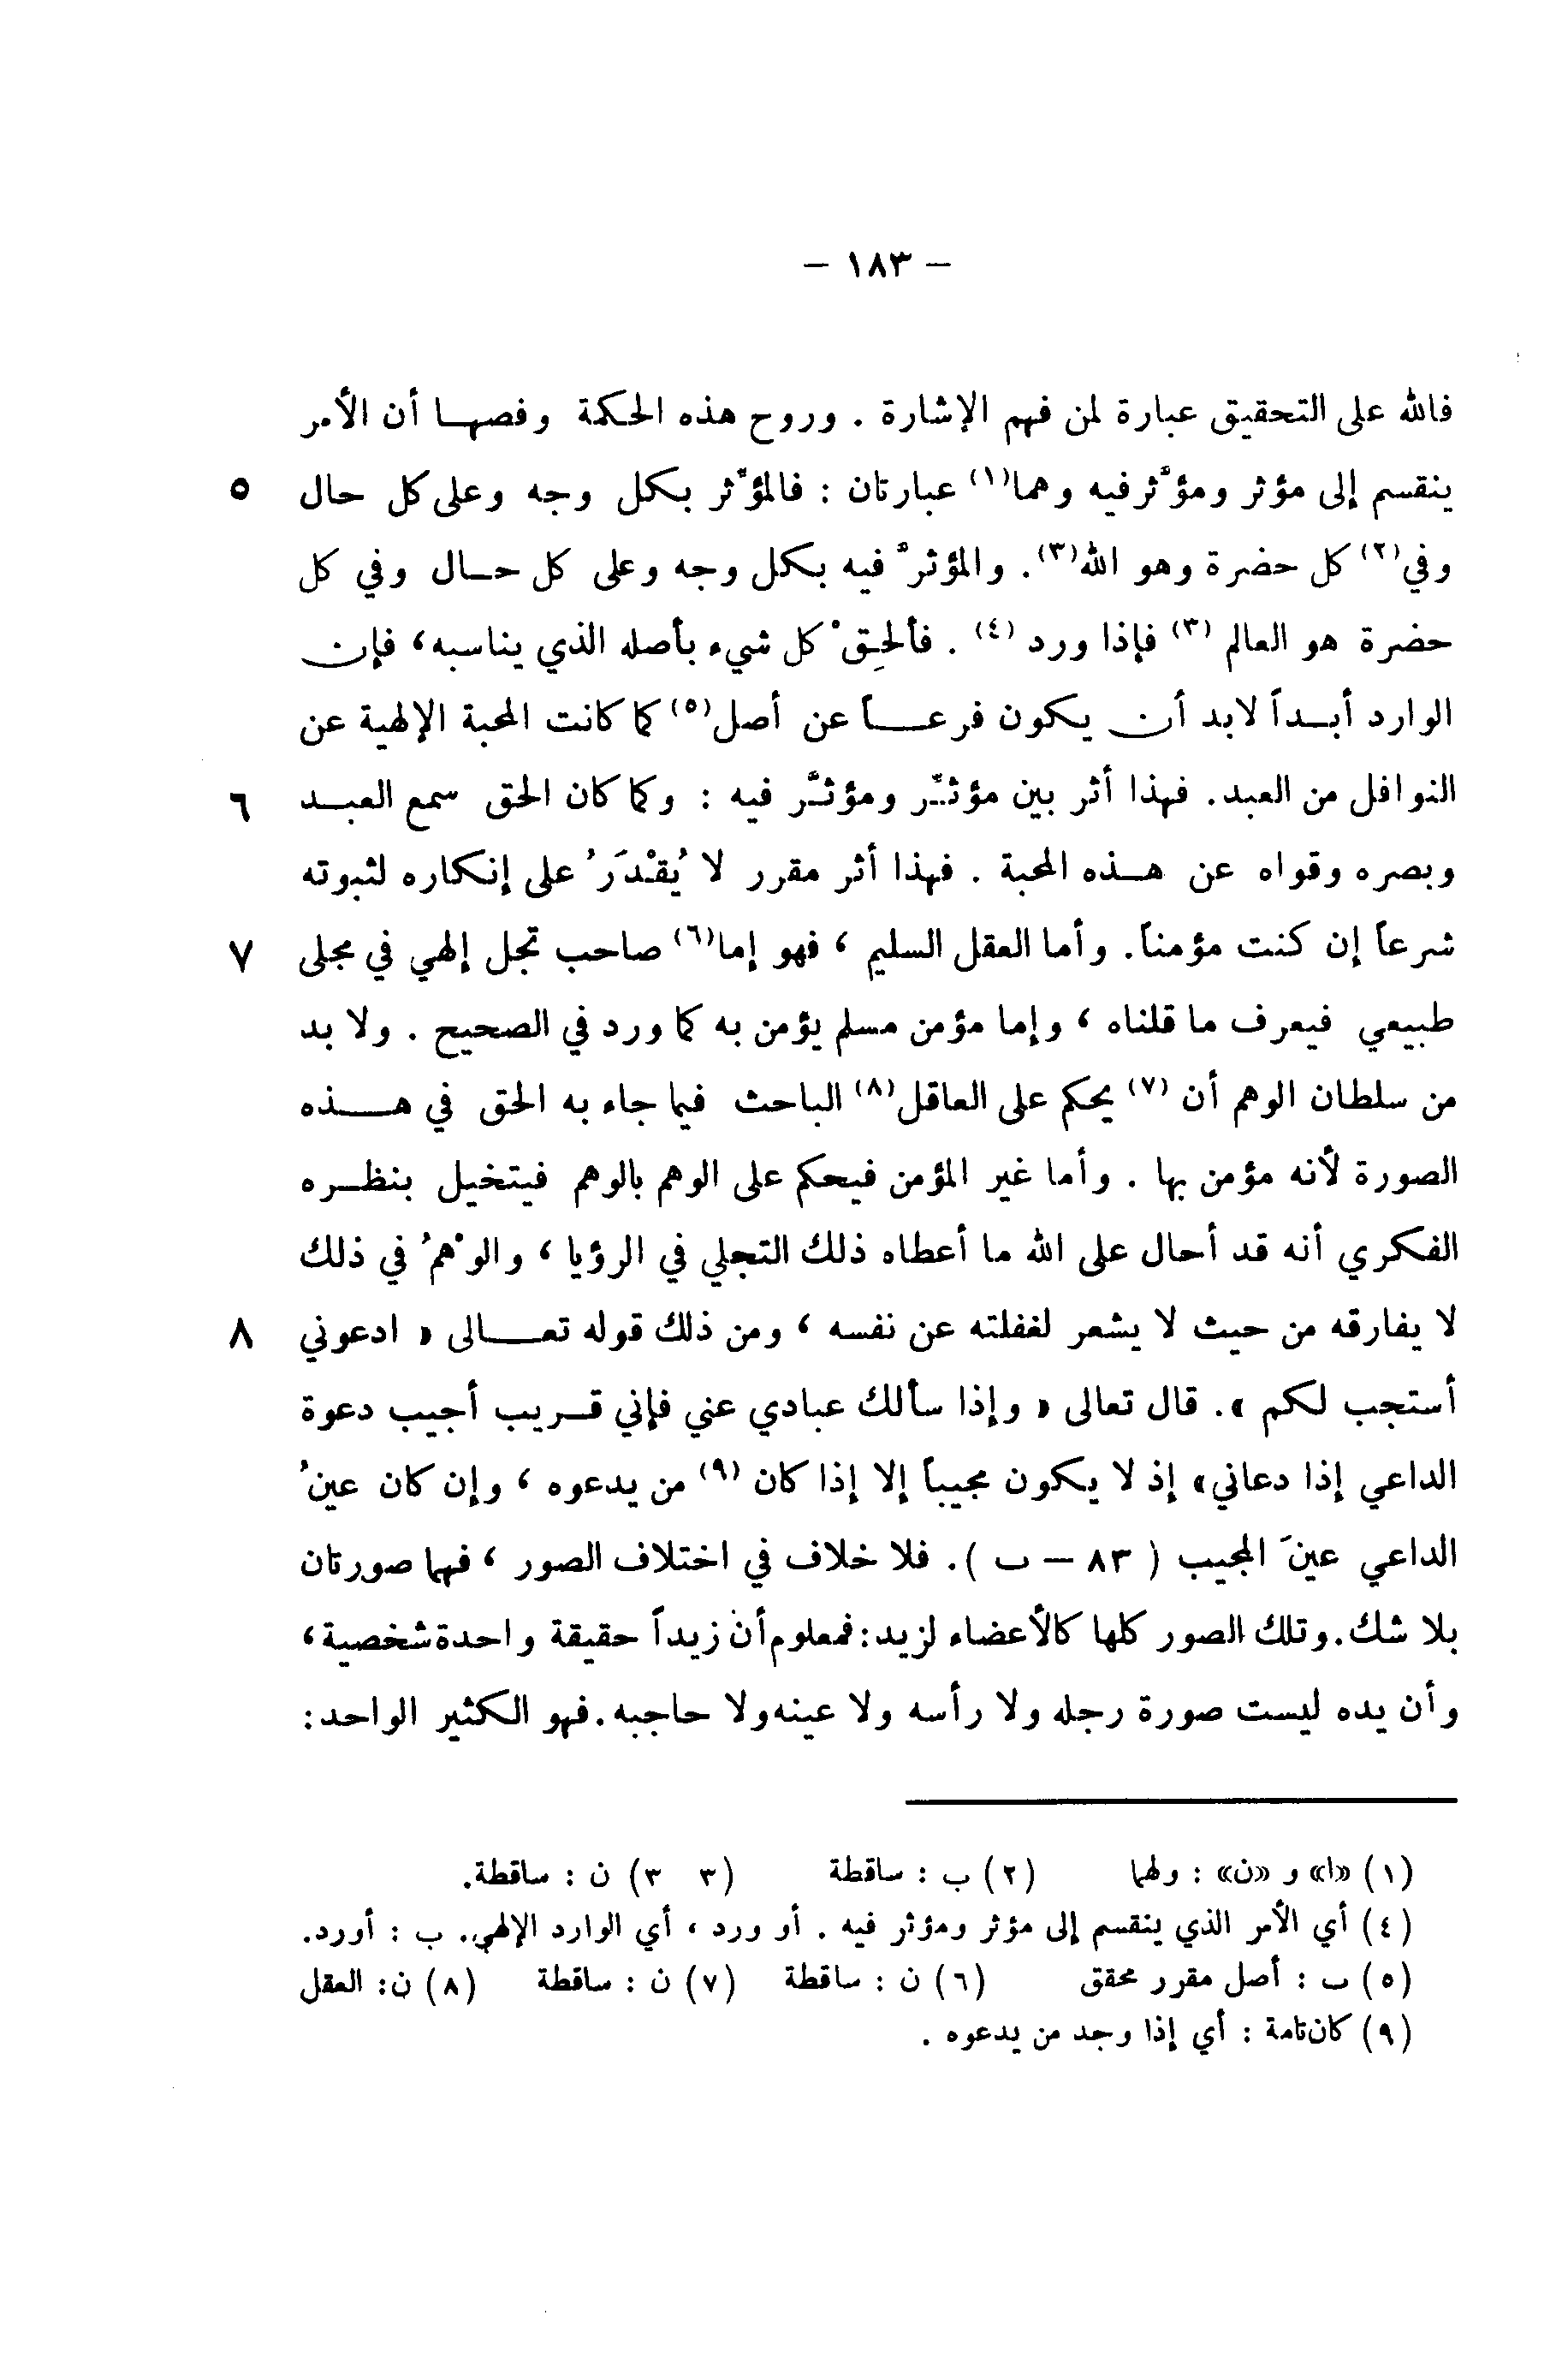 – ١٨٣ –
فالله على التحقيق عبارة لمن فهم الإشارة . وروح هذه الحكمة وفصهـا أن الأمر
ينقسم إلى مؤثر ومؤثَّر فيه وهما(١) عبارتان : فالمؤثِّر بكل وجه وعلى كل حال ٥
وفي(٢) كل حضرة وهو الله(٣). والمؤثَّر فيه بكل وجه وعلى كل حـال وفي كل
حضرة هو العالم (٣) فإذا ورد (٤) . فألحِقْ كل شيء بأصله الذي يناسبه، فإن
الوارد أبـداً لابد أن يكون فرعـاً عن أصل(٥) كما كانت المحبة الإلهية عن
النوافل من العبد. فهذا أثر بين مؤثِّر ومؤثَّر فيه : وكما كان الحق سمع العبـد ٦
وبصره وقواه عن هـذه المحبة . فهذا أثر مقرر لا يُقْدَرُ على إنكاره لثبوته
شرعاً إن كنت مؤمناً. وأما العقل السليم ، فهو إما(٦) صاحب تجل إلهي في مجلى ٧
طبيعي فيعرف ما قلناه ، وإما مؤمن مسلم يؤمن به كما ورد في الصحيح . ولا بد
من سلطان الوهم أن (٧) يحكم على العاقل(٨) الباحث فيما جاء به الحق في هـذه
الصورة لأنه مؤمن بها . وأما غير المؤمن فيحكم على الوهم بالوهم فيتخيل بنظـره
الفكري أنه قد أحال على الله ما أعطاه ذلك التجلي في الرؤيا ، والوَهْمُ في ذلك
لا يفارقه من حيث لا يشعر لغفلته عن نفسه ، ومن ذلك قوله تعـالى « ادعوني ٨
أستجب لكم ». قال تعالى « وإذا سألك عبادي عني فإني قـريب أجيب دعوة
الداعي إذا دعاني» إذ لا يكون مجيباً إلا إذا كان (٩) من يدعوه ، وإن كان عينُ
الداعي عينَ المجيب ( ٨٣ – ب ). فلا خلاف في اختلاف الصور ، فهما صورتان
بلا شك.وتلك الصور كلها كالأعضاء لزيد:فمعلوم أن زيداً حقيقة واحدة شخصية،
وأن يده ليست صورة رجله ولا رأسه ولا عينه ولا حاجبه.فهو الكثير الواحد:
(١) «ا» و «ن» : ولهما (٢) ب : ساقطة (٣ ٣) ن : ساقطة.
(٤) أي الأمر الذي ينقسم إلى مؤثر ومؤثر فيه . أو ورد ، أي الوارد الإلهي. ب : أورد.
(٥) ب : أصل مقرر محقق (٦) ن : ساقطة (٧) ن : ساقطة (٨) ن: العقل
(٩) كان تامة : أي إذا وجد من يدعوه .